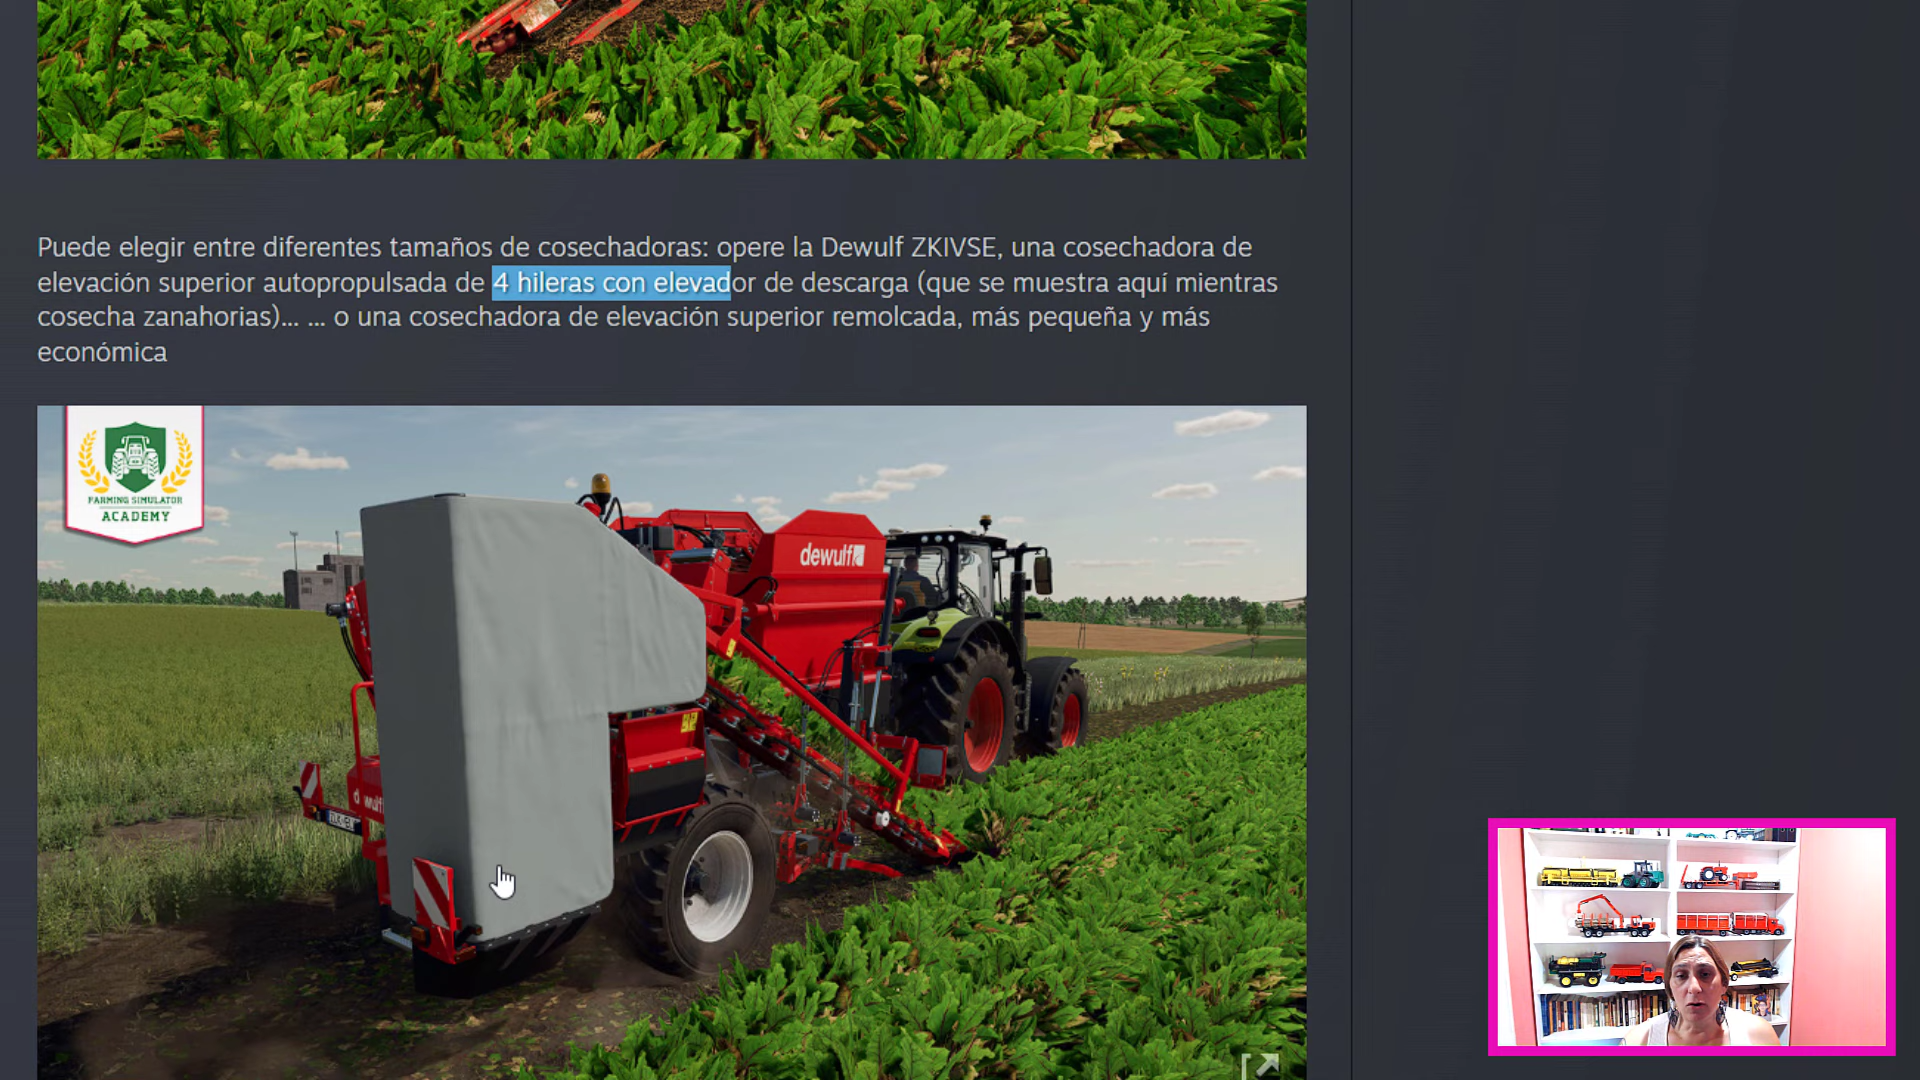 Puede elegir entre diferentes tamaños de cosechadoras: opere la Dewulf ZKIVSE, una cosechadora de
elevación superior autopropulsada de 4 hileras con elevador de descarga (que se muestra aquí mientras
cosecha zanahorias)... ... o una cosechadora de elevación superior remolcada, más pequeña y más
económica
FARMING SIMULATOR
ACADEMY
dewulf